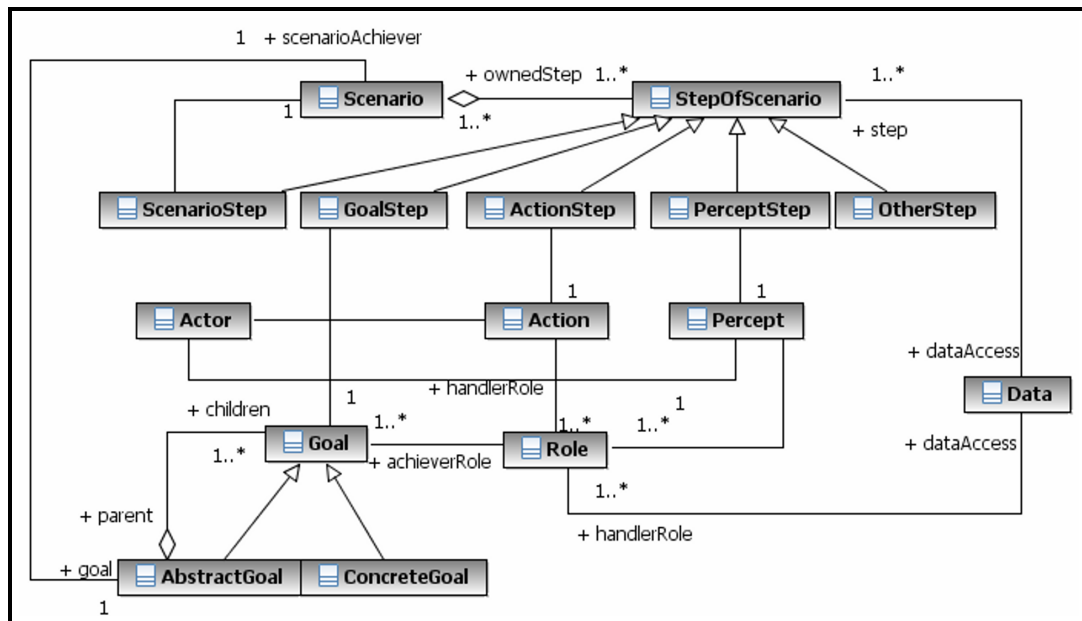 1 + scenarioAchiever
+ ownedStep 1..* 1..*
Scenario StepOfScenario
1 1..* + step
ScenarioStep GoalStep ActionStep PerceptStep OtherStep
1 1
Actor Action Percept
+ dataAccess
+ handlerRole
1 1 Data
+ children 1..* 1..* 1..*
Goal Role + dataAccess
1..* + achieverRole
1..*
+ parent + handlerRole
+ goal AbstractGoal ConcreteGoal
1